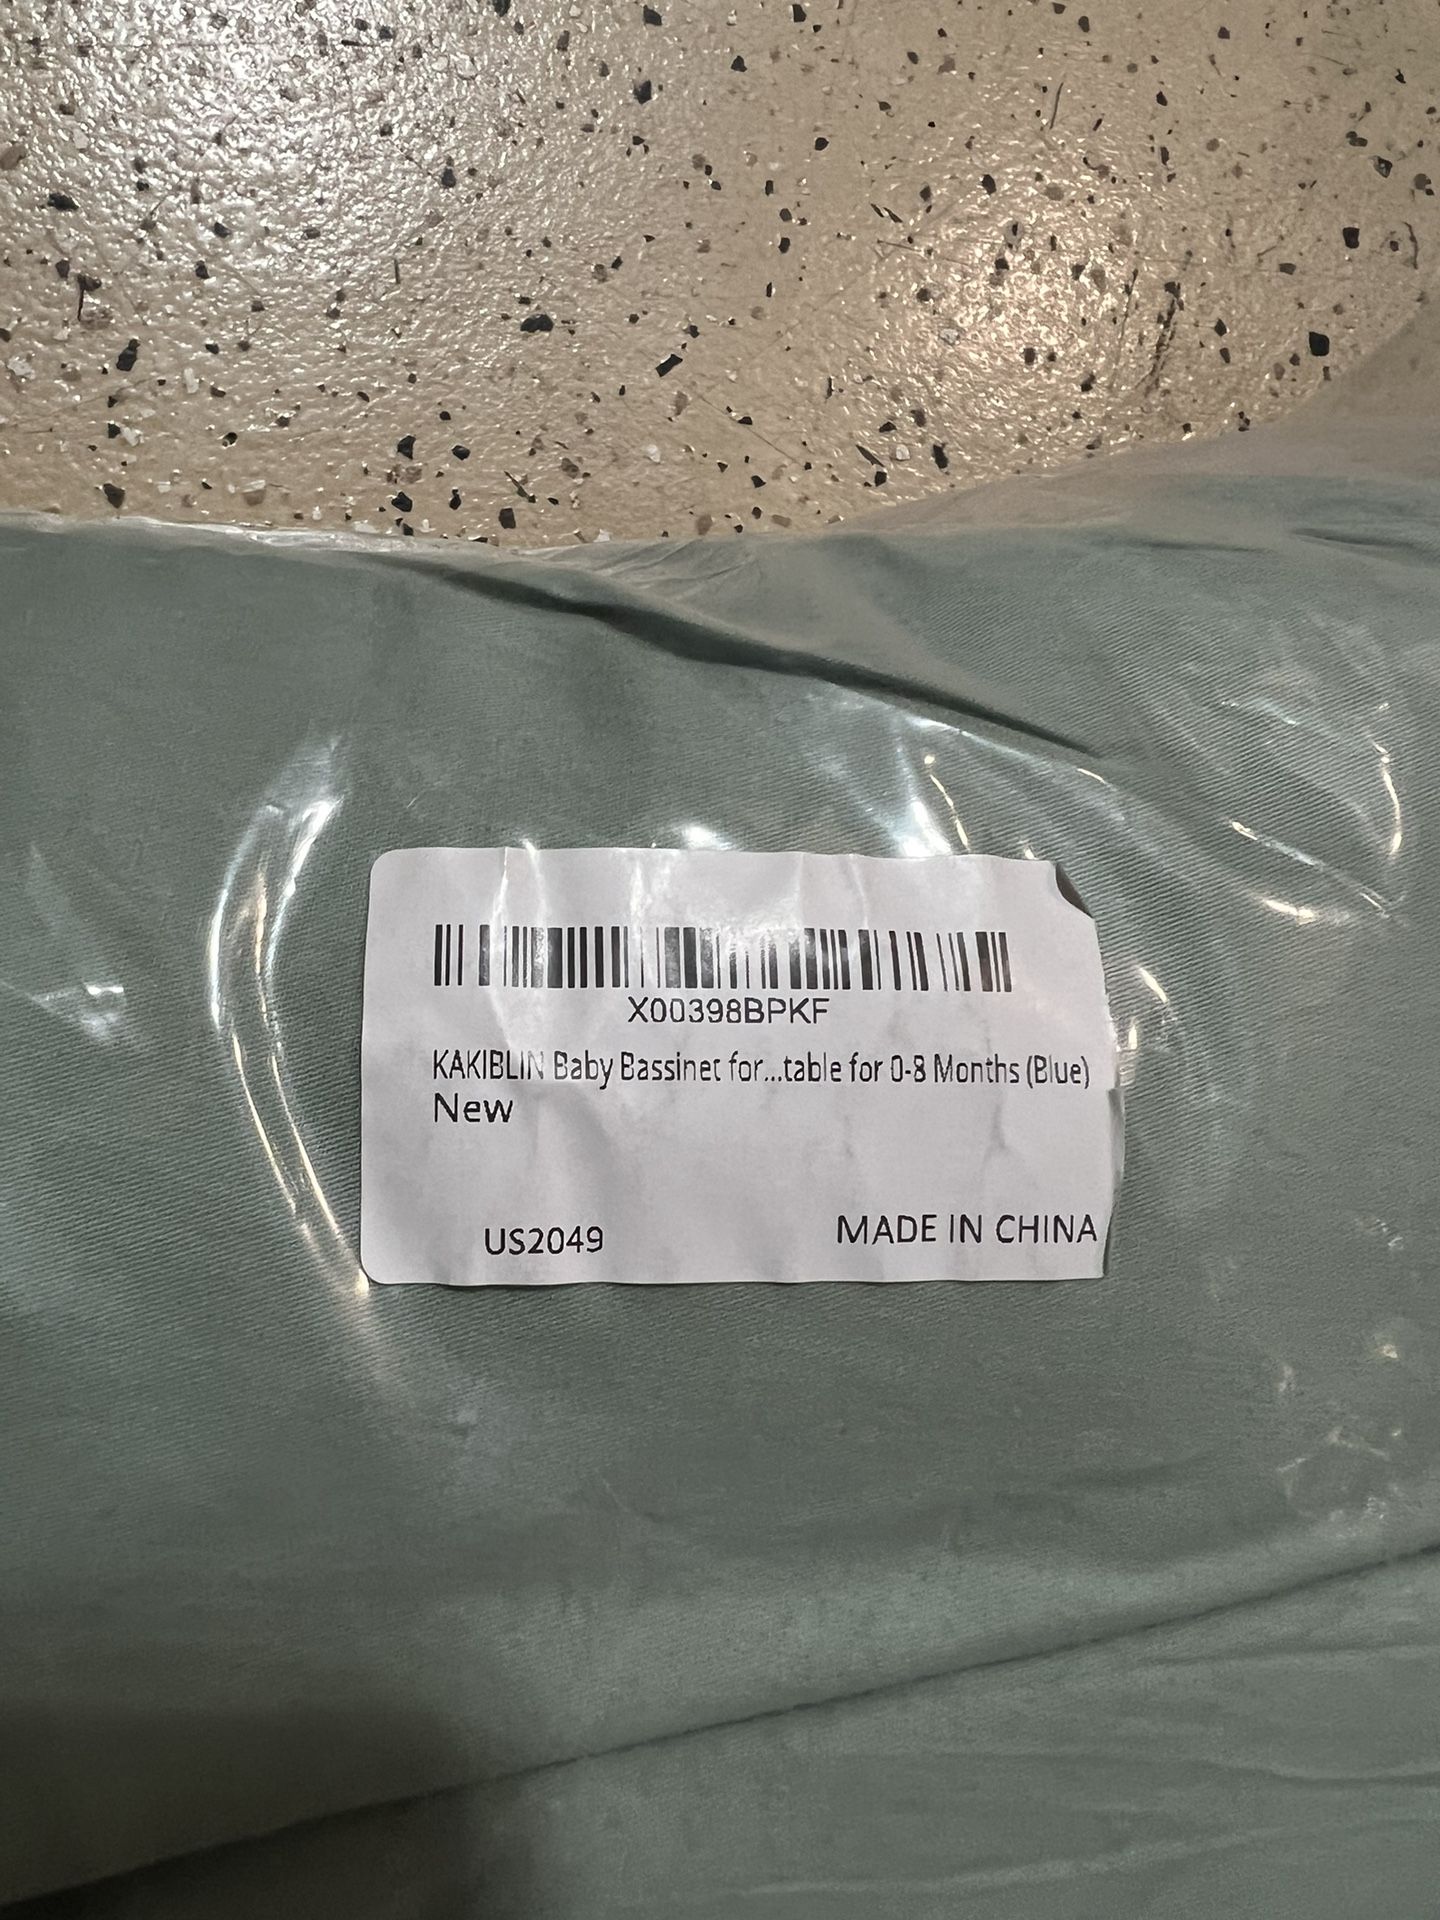 X00398BPKF
KAKIBLIN Baby Bassinet for...table for 0-8 Months (Blue)
New
US2049
MADE IN CHINA